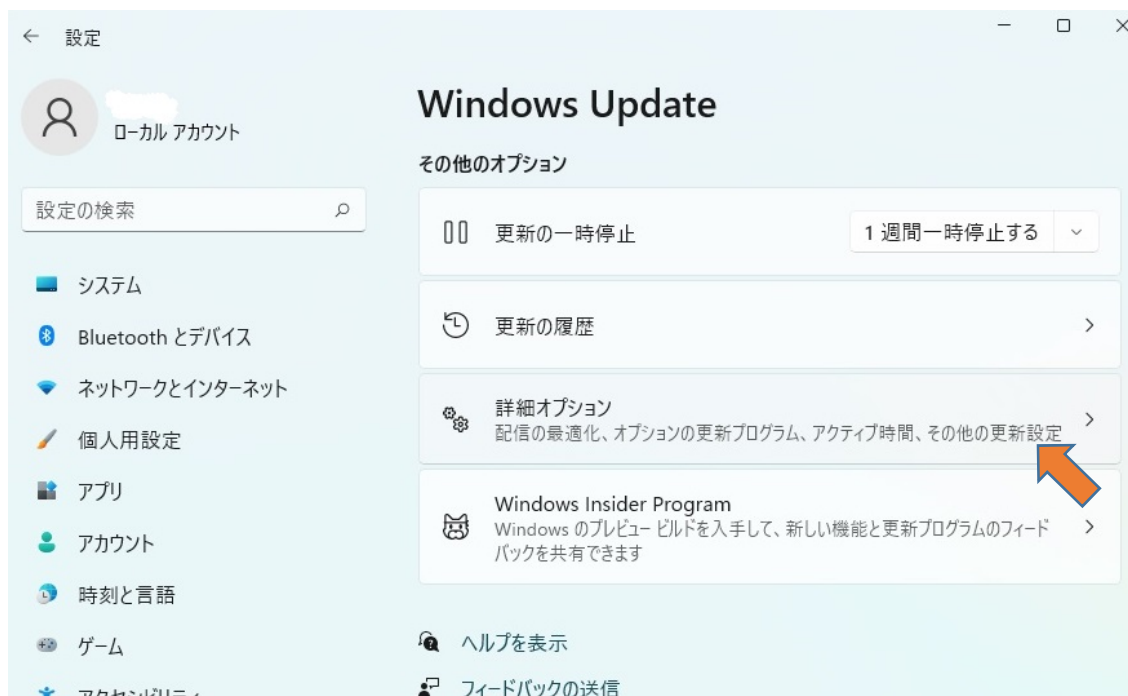 設定
ローカル アカウント
設定の検索
システム
Bluetooth とデバイス
ネットワークとインターネット
個人用設定
アプリ
アカウント
時刻と言語
ゲーム
アクセシビリティ
Windows Update
その他のオプション
更新の一時停止
1 週間一時停止する
更新の履歴
詳細オプション
配信の最適化、オプションの更新プログラム、アクティブ時間、その他の更新設定
Windows Insider Program
Windows のプレビュー ビルドを入手して、新しい機能と更新プログラムのフィード
バックを共有できます
ヘルプを表示
フィードバックの送信